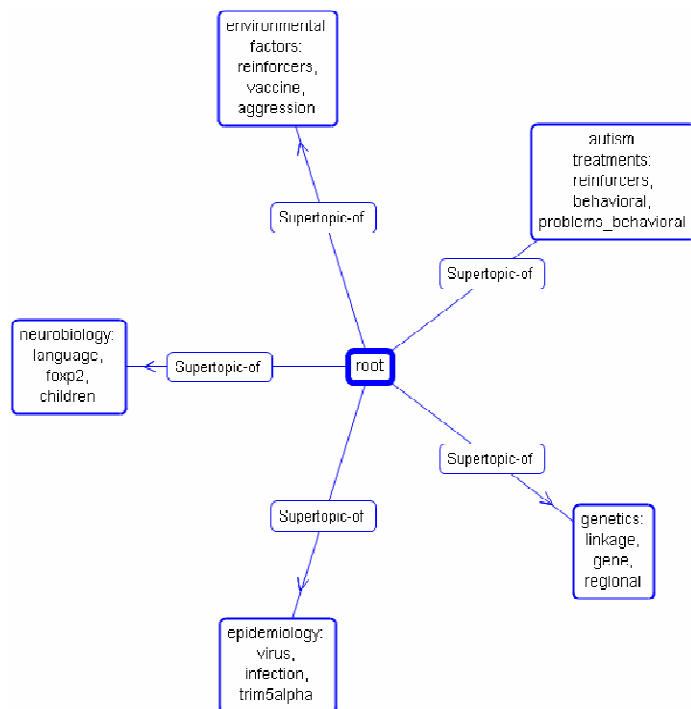 environmental
factors:
reinforcers,
vaccine,
aggression
autism
treatments:
reinforcers,
behavioral,
problems_behavioral
Supertopic-of
Supertopic-of
neurobiology:
language,
foxp2,
children
Supertopic-of
root
Supertopic-of
Supertopic-of
genetics:
linkage,
gene,
regional
epidemiology:
virus,
infection,
trim5alpha